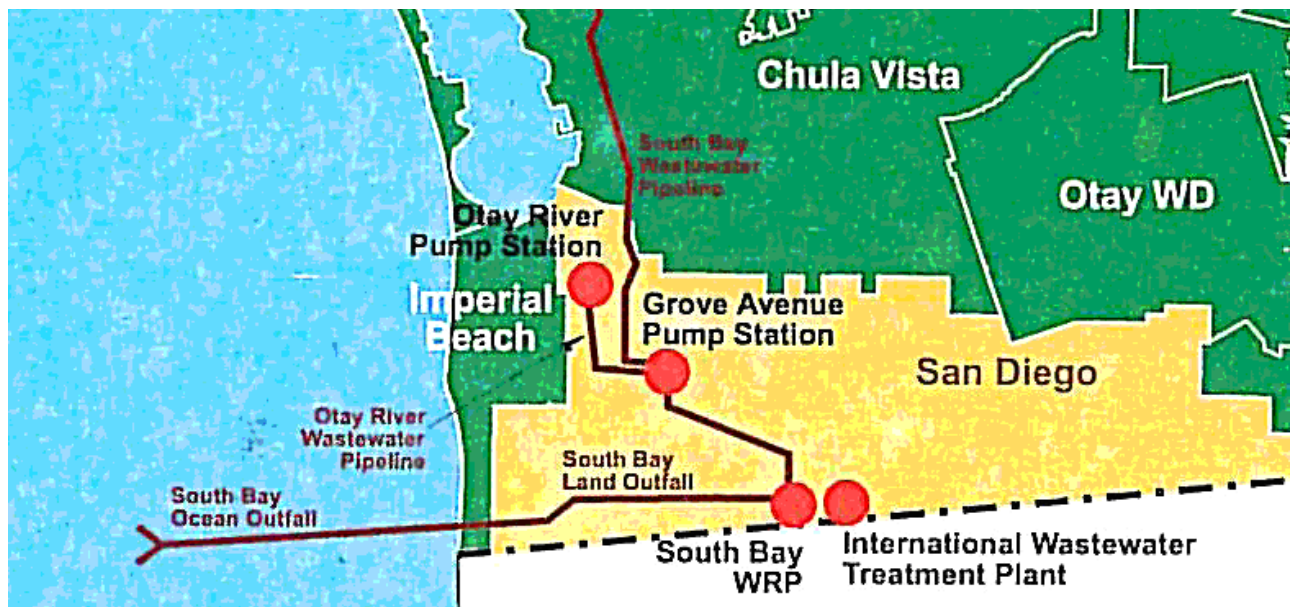 Chula Vista
South Bay
Wastewater
Pipeline
Otay WD
Otay River
Pump Station
Imperial
Beach
Grove Avenue
Pump Station
San Diego
Otay River
Wastewater
Pipeline
South Bay
Land Outfall
South Bay
Ocean Outfall
South Bay
WRP
International Wastewater
Treatment Plant